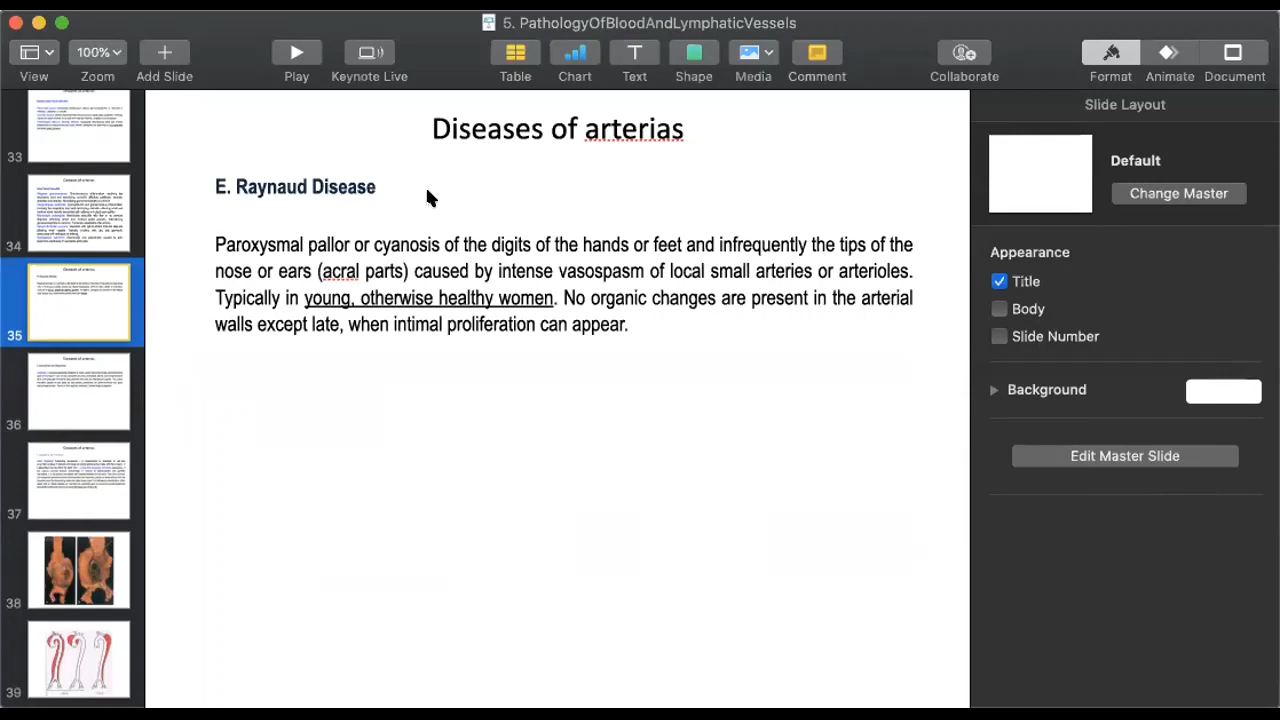 5. PathologyOfBloodAndLymphaticVessels
100%
View
Zoom
Add Slide
Play
Keynote Live
Table
Chart
Text
Shape
Media
Comment
Collaborate
Format
Animate
Document
33
34
35
36
37
38
39
Diseases of arterias
E. Raynaud Disease
Paroxysmal pallor or cyanosis of the digits of the hands or feet and infrequently the tips of the
nose or ears (acral parts) caused by intense vasospasm of local small arteries or arterioles.
Typically in young, otherwise healthy women. No organic changes are present in the arterial
walls except late, when intimal proliferation can appear.
Slide Layout
Default
Change Master
Appearance
Title
Body
Slide Number
Background
Edit Master Slide